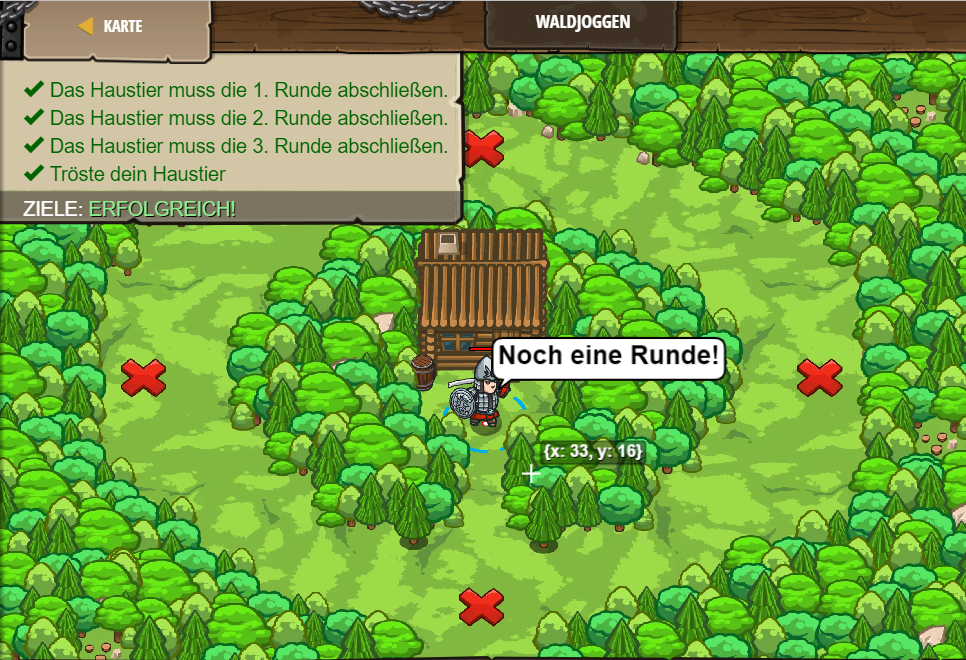 KARTE
WALDJOGGEN
Das Haustier muss die 1. Runde abschließen.
Das Haustier muss die 2. Runde abschließen.
Das Haustier muss die 3. Runde abschließen.
Tröste dein Haustier
ZIELE: ERFOLGREICH!
Noch eine Runde!
{x: 33, y: 16}